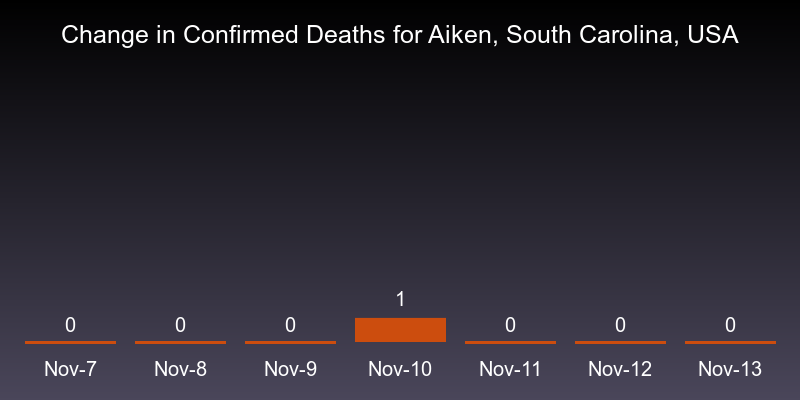 Change in Confirmed Deaths for Aiken, South Carolina, USA
1
0 0 0 0 0 0
Nov-7 Nov-8 Nov-9 Nov-10 Nov-11 Nov-12 Nov-13